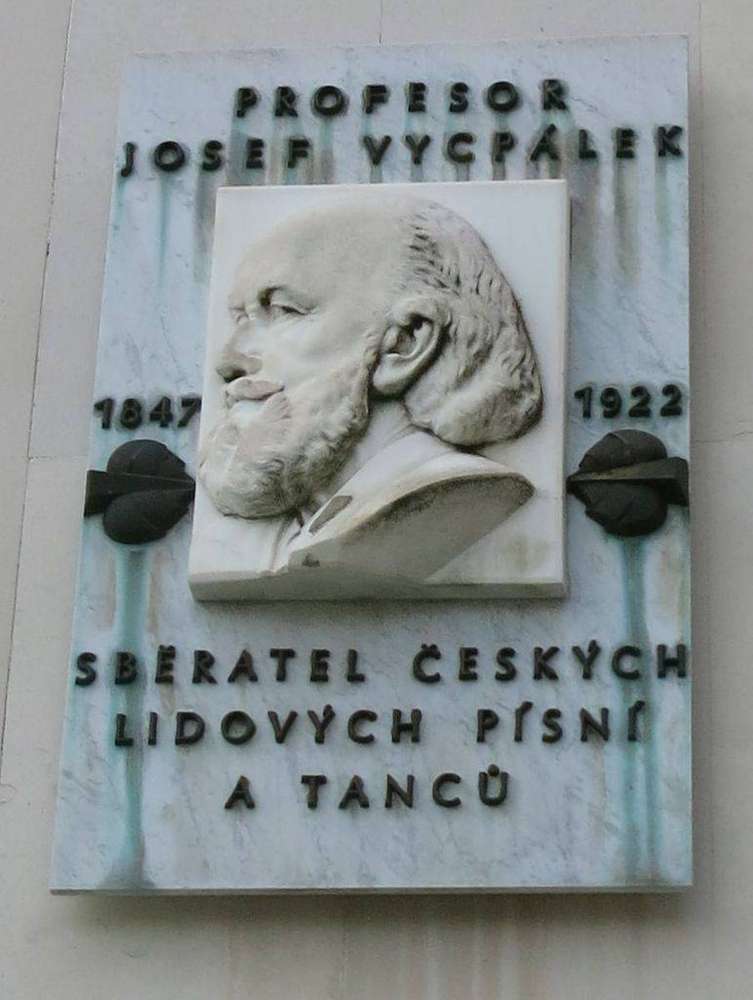 PROFESOR
JOSEF VYCPÁLEK
1847 1922
SBĚRATEL ČESKÝCH
LIDOVÝCH PÍSNÍ
A TANCŮ